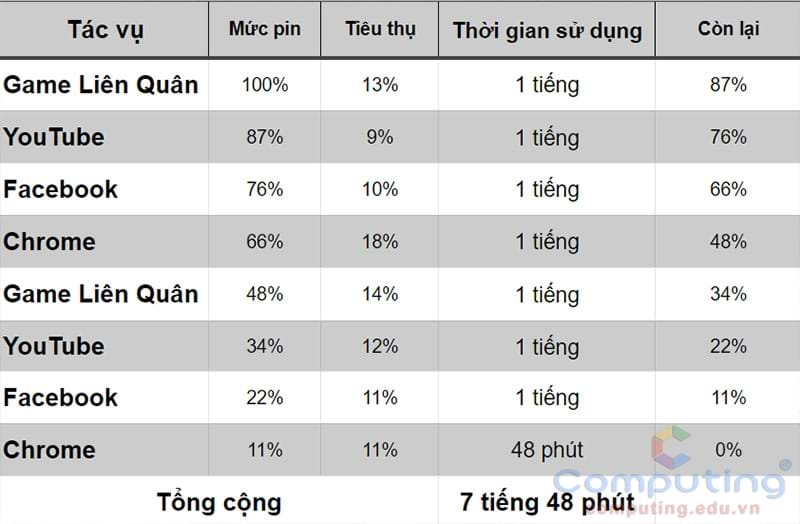 Tác vụ Mức pin Tiêu thụ Thời gian sử dụng Còn lại
Game Liên Quân 100% 13% 1 tiếng 87%
YouTube 87% 9% 1 tiếng 76%
Facebook 76% 10% 1 tiếng 66%
Chrome 66% 18% 1 tiếng 48%
Game Liên Quân 48% 14% 1 tiếng 34%
YouTube 34% 12% 1 tiếng 22%
Facebook 22% 11% 1 tiếng 11%
Chrome 11% 11% 48 phút 0%
Computing®
Tổng cộng 7 tiếng 48 phút
computing.edu.vn